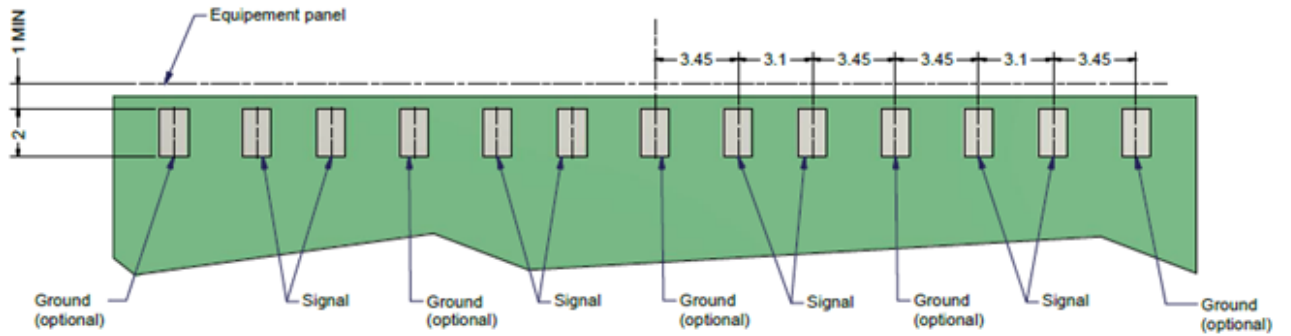 Equipement panel
1 MIN
3.45 3.1 3.45 3.45 3.1 3.45
2
Ground
(optional)
Signal
Ground
(optional)
Signal
Ground
(optional)
Signal
Ground
(optional)
Signal
Ground
(optional)